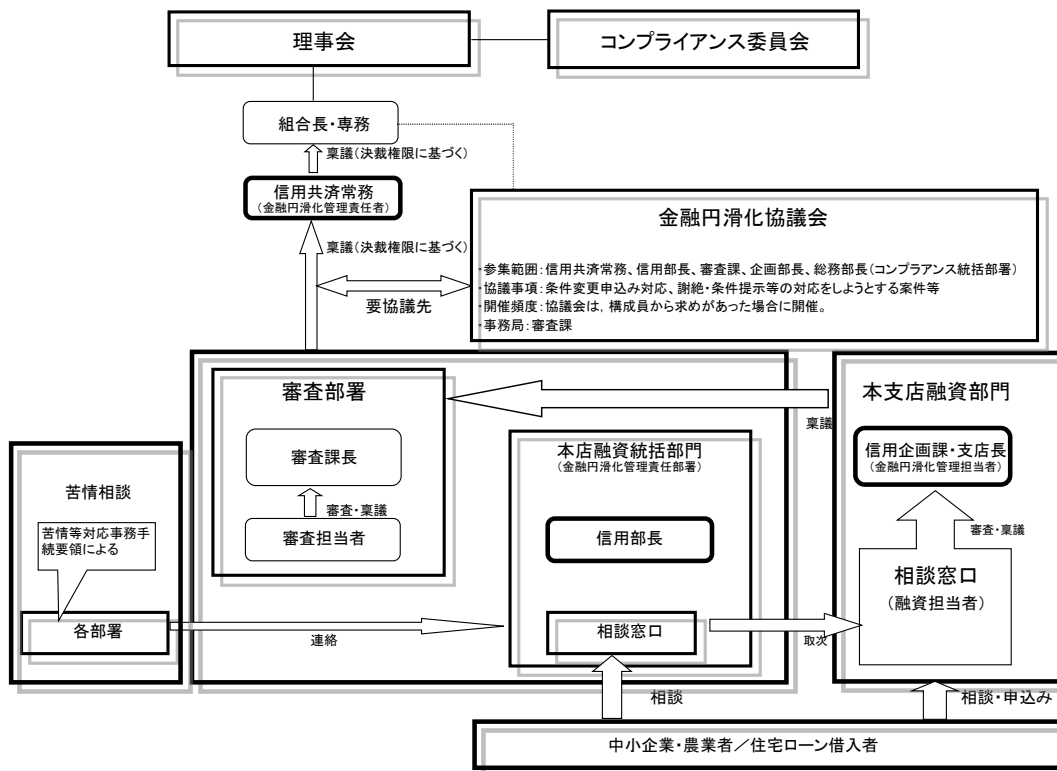 理事会
コンプライアンス委員会
組合長・専務
稟議(決裁権限に基づく)
信用共済常務
(金融円滑化管理責任者)
稟議(決裁権限に基づく)
要協議先
金融円滑化協議会
・参集範囲:信用共済常務、信用部長、審査課、企画部長、総務部長(コンプラアンス統括部署)
・協議事項:条件変更申込み対応、謝絶・条件提示等の対応をしようとする案件等
・開催頻度:協議会は、構成員から求めがあった場合に開催。
・事務局:審査課
審査部署
審査課長
審査・稟議
審査担当者
本店融資統括部門
(金融円滑化管理責任部署)
信用部長
相談窓口
稟議
本支店融資部門
信用企画課・支店長
(金融円滑化管理担当者)
審査・稟議
相談窓口
(融資担当者)
苦情相談
苦情等対応事務手
続要領による
各部署
連絡
取次
相談
相談・申込み
中小企業・農業者/住宅ローン借入者